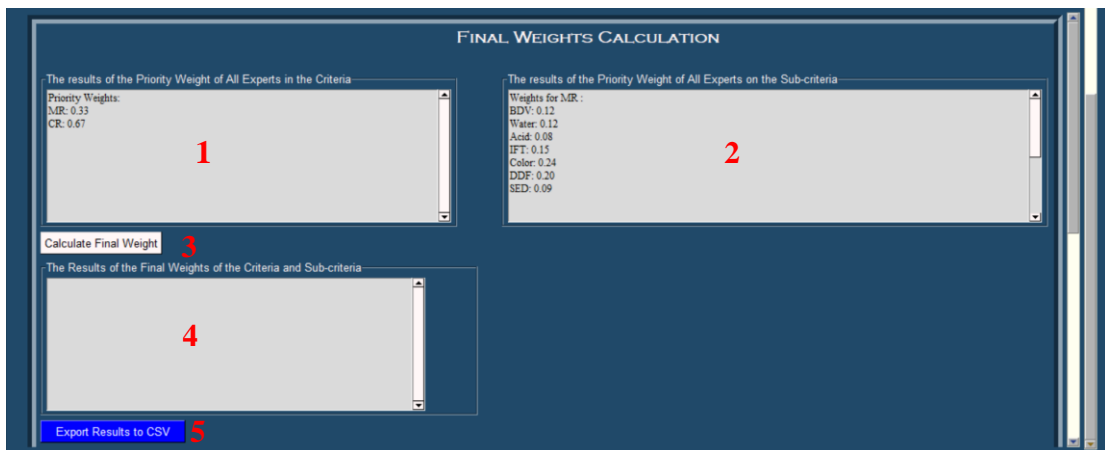 FINAL WEIGHTS CALCULATION
The results of the Priority Weight of All Experts in the Criteria
Priority Weights:
MR: 0.33
CR: 0.67
1
The results of the Priority Weight of All Experts on the Sub-criteria
Weights for MR :
BDV: 0.12
Water: 0.12
Acid: 0.08
IFT: 0.15
Color: 0.24
DDF: 0.20
SED: 0.09
2
Calculate Final Weight
3
The Results of the Final Weights of the Criteria and Sub-criteria
4
Export Results to CSV
5